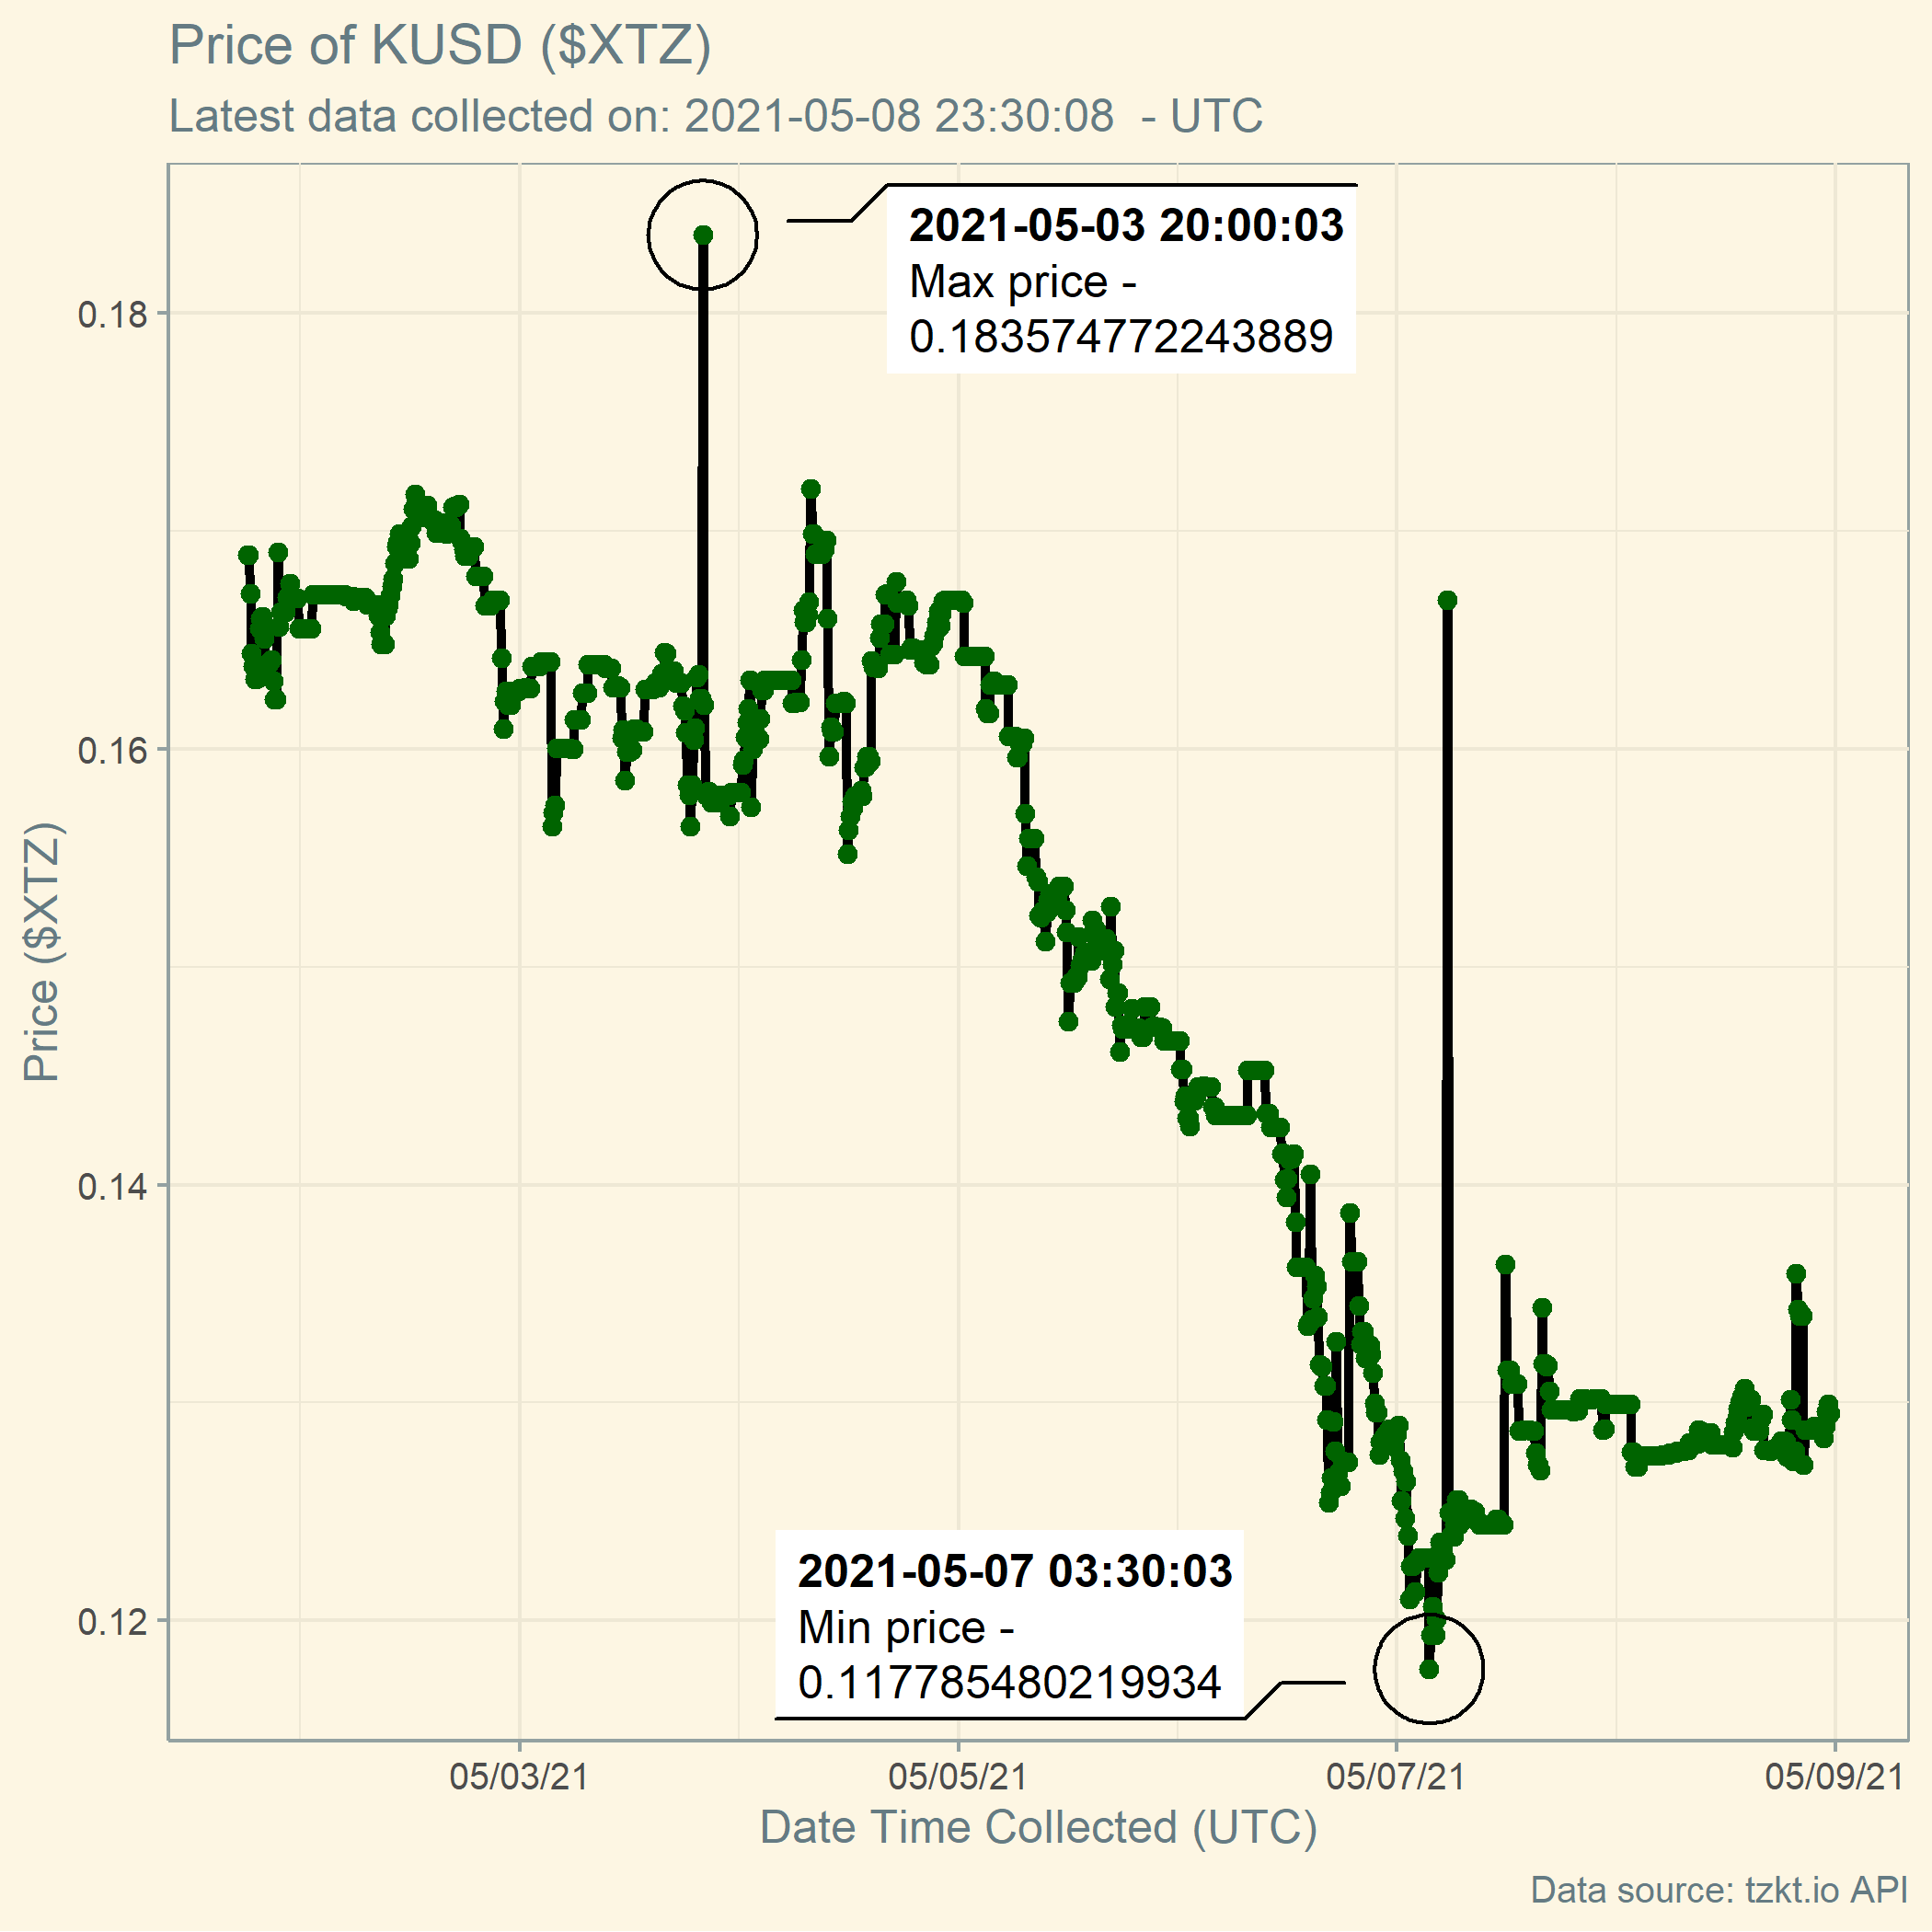 Price of KUSD ($XTZ)
Latest data collected on: 2021-05-08 23:30:08  - UTC
2021-05-03 20:00:03
Max price -
0.183574772243889
0.18
0.16
0.14
0.12
Price ($XTZ)
2021-05-07 03:30:03
Min price -
0.117785480219934
05/03/21
05/05/21
05/07/21
05/09/21
Date Time Collected (UTC)
Data source: tzkt.io API